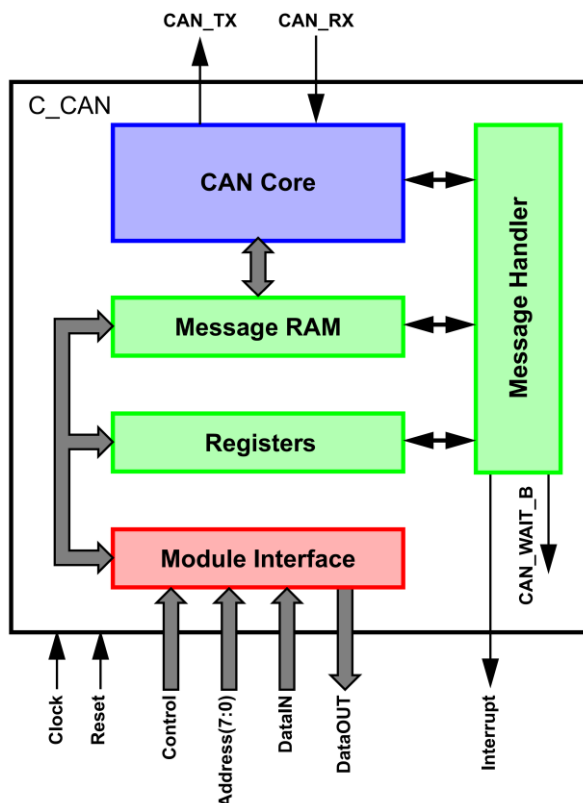 CAN_TX
CAN_RX
C_CAN
CAN Core
Message Handler
Message RAM
Registers
CAN_WAIT_B
Module Interface
Clock
Reset
Control
Address(7:0)
DataIN
DataOUT
Interrupt